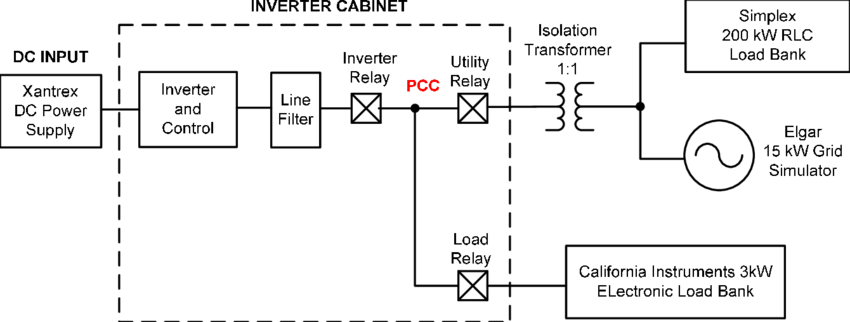 INVERTER CABINET
DC INPUT
Xantrex
DC Power
Supply
Inverter
and
Control
Line
Filter
Inverter
Relay
PCC
Utility
Relay
Isolation
Transformer
1:1
Simplex
200 kW RLC
Load Bank
Elgar
15 kW Grid
Simulator
Load
Relay
California Instruments 3kW
ELectronic Load Bank